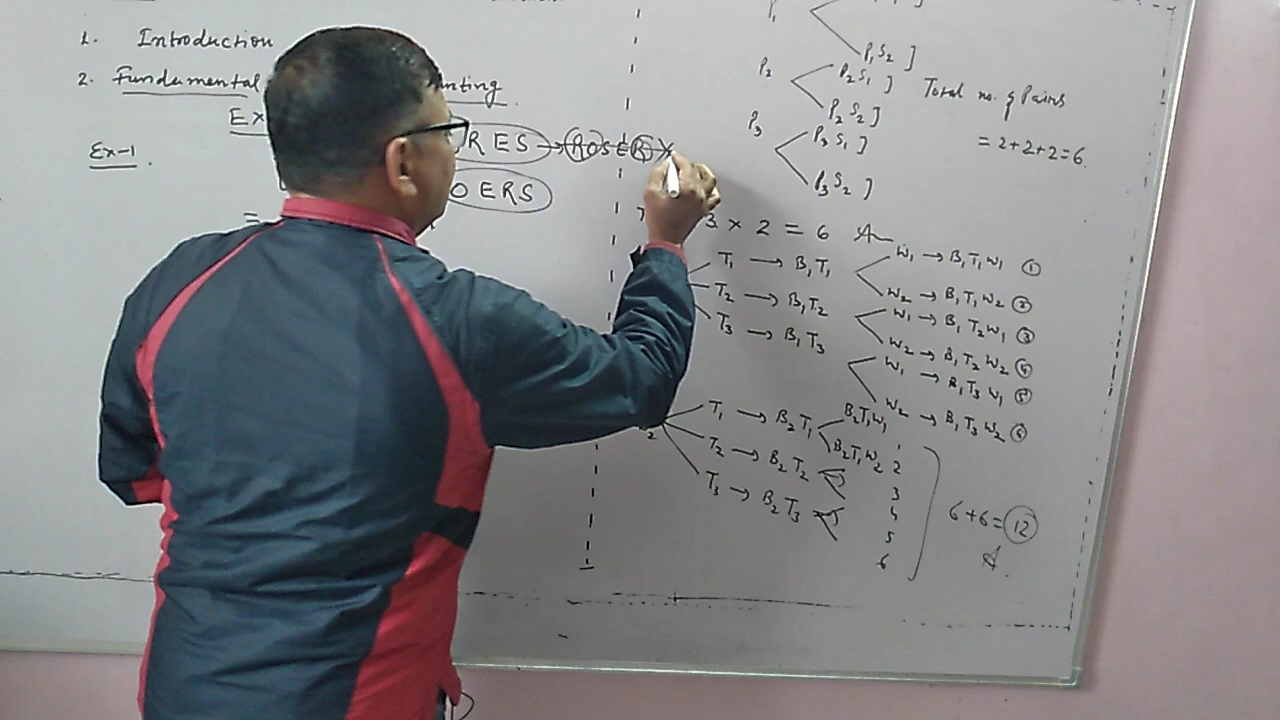 1. Introduction
2. Fundamental
Ex
Ex-1.
RES → ROSER X
OERS
=
P1
P1S2]
P2
P2S1]
P2S2]
P3
P3S1]
P3S2]
Total no. of Pairs
= 2+2+2=6
3 × 2 = 6
T1 → B1T1
W1 → B1T1W1 ①
W2 → B1T1W2 ②
T2 → B1T2
W1 → B1T2W1 ③
W2 → B1T2W2 ④
T3 → B1T3
W1 → B1T3W1 ⑤
W2 → B1T3W2 ⑥
T1 → B2T1
B2T1W1 1
B2T1W2 2
T2 → B2T2
3
4
T3 → B2T3
5
6
6+6=12